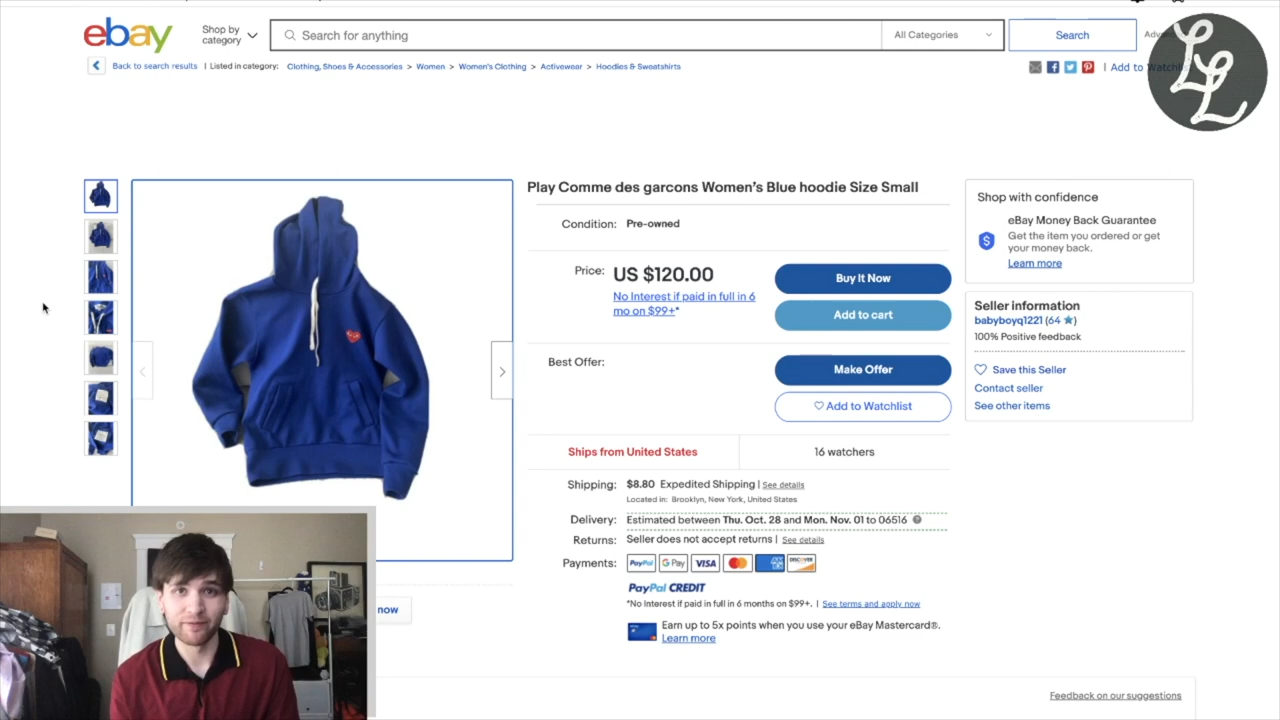 ebay
Shop by category
Search for anything
All Categories
Search
LL
Back to search results | Listed in category: Clothing, Shoes & Accessories > Women > Women's Clothing > Activewear > Hoodies & Sweatshirts
| Add to Watchli
Play Comme des garcons Women's Blue hoodie Size Small
Condition: Pre-owned
Price: US $120.00
No Interest if paid in full in 6
mo on $99+*
Buy It Now
Add to cart
Best Offer:
Make Offer
Add to Watchlist
Ships from United States
16 watchers
Shipping: $8.80 Expedited Shipping | See details
Located in: Brooklyn, New York, United States
Delivery: Estimated between Thu. Oct. 28 and Mon. Nov. 01 to 06516
Returns: Seller does not accept returns | See details
Payments: PayPal G Pay VISA MasterCard AM EX DISCOVER
PayPal CREDIT
*No Interest if paid in full in 6 months on $99+. | See terms and apply now
Earn up to 5x points when you use your eBay Mastercard®.
Learn more
Shop with confidence
eBay Money Back Guarantee
Get the item you ordered or get
your money back.
Learn more
Seller information
babyboyq1221 (64 ★)
100% Positive feedback
Save this Seller
Contact seller
See other items
now
Feedback on our suggestions